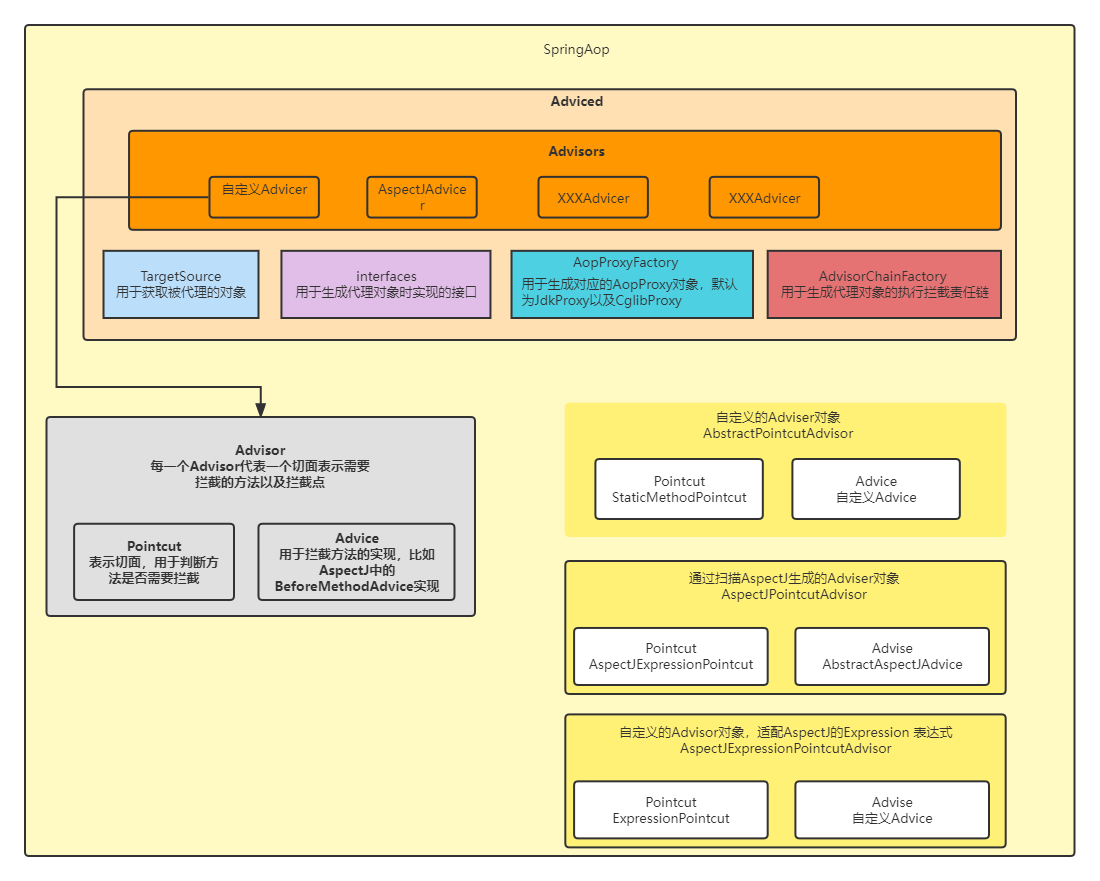 SpringAop
Adviced
Advisors
自定义Advicer
AspectJAdvice
r
XXXAdvicer
XXXAdvicer
TargetSource
用于获取被代理的对象
interfaces
用于生成代理对象时实现的接口
AopProxyFactory
用于生成对应的AopProxy对象，默认
为JdkProxy以及CglibProxy
AdvisorChainFactory
用于生成代理对象的执行拦截责任链
Advisor
每一个Advisor代表一个切面表示需要
拦截的方法以及拦截点
Pointcut
表示切面，用于判断方
法是否需要拦截
Advice
用于拦截方法的实现，比如
AspectJ中的
BeforeMethodAdvice实现
自定义的Adviser对象
AbstractPointcutAdvisor
Pointcut
StaticMethodPointcut
Advice
自定义Advice
通过扫描AspectJ生成的Adviser对象
AspectJPointcutAdvisor
Pointcut
AspectJExpressionPointcut
Advise
AbstractAspectJAdvice
自定义的Advisor对象，适配AspectJ的Expression 表达式
AspectJExpressionPointcutAdvisor
Pointcut
ExpressionPointcut
Advise
自定义Advice